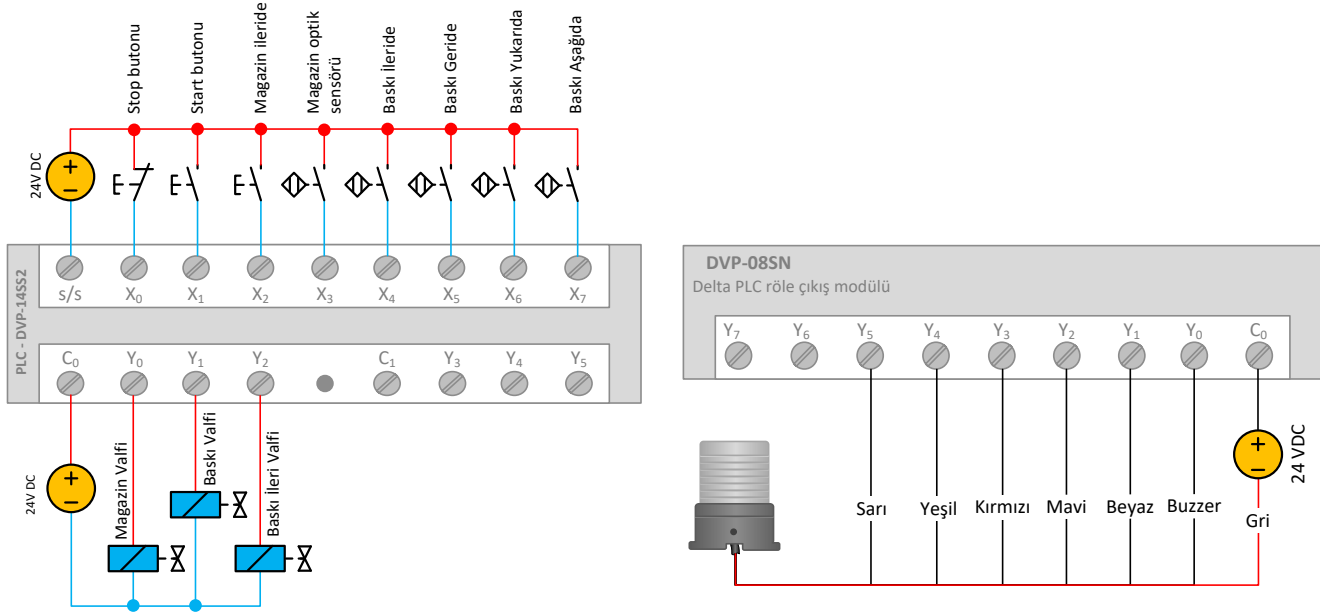 Stop butonu
Start butonu
Magazin ileride
Magazin optik
sensörü
Baskı İleride
Baskı Geride
Baskı Yukarıda
Baskı Aşağıda
24V DC
+
−
PLC - DVP-14SS2
s/s
X0
X1
X2
X3
X4
X5
X6
X7
C0
Y0
Y1
Y2
C1
Y3
Y4
Y5
24V DC
+
−
Magazin Valfi
Baskı Valfi
Baskı İleri Valfi
DVP-08SN
Delta PLC röle çıkış modülü
Y7
Y6
Y5
Y4
Y3
Y2
Y1
Y0
C0
+
−
24 VDC
Sarı
Yeşil
Kırmızı
Mavi
Beyaz
Buzzer
Gri